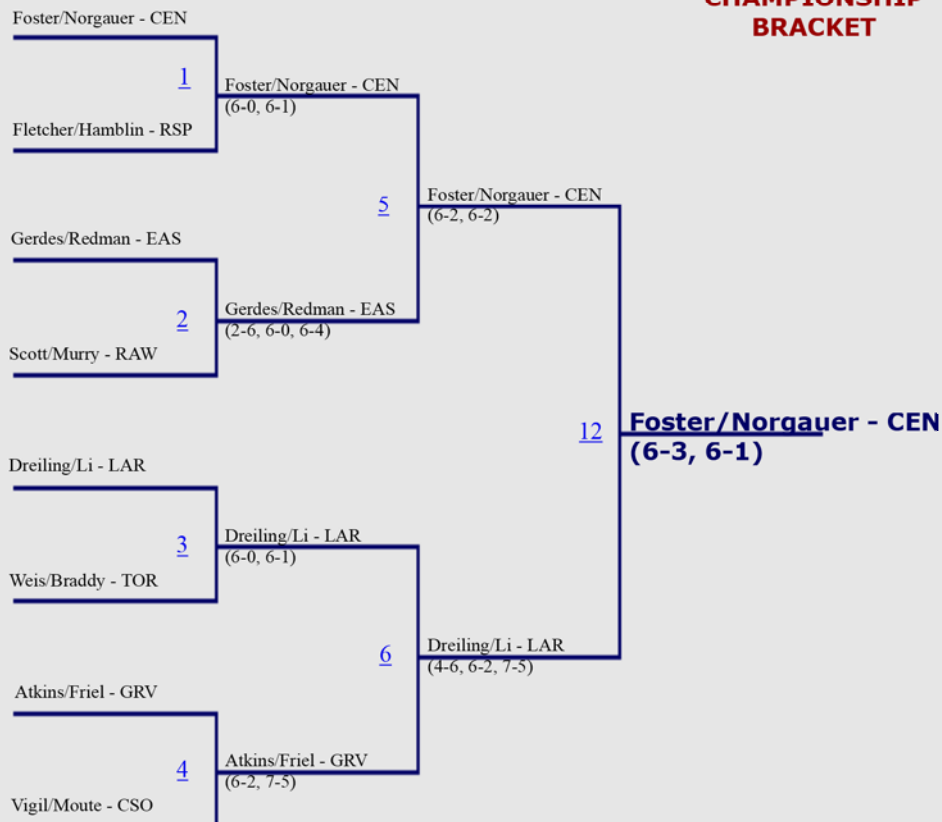 CHAMPIONSHIP
BRACKET
Foster/Norgauer - CEN
1
Foster/Norgauer - CEN
(6-0, 6-1)
Fletcher/Hamblin - RSP
5
Foster/Norgauer - CEN
(6-2, 6-2)
Gerdes/Redman - EAS
2
Gerdes/Redman - EAS
(2-6, 6-0, 6-4)
Scott/Murry - RAW
12
Foster/Norgauer - CEN
(6-3, 6-1)
Dreiling/Li - LAR
3
Dreiling/Li - LAR
(6-0, 6-1)
Weis/Braddy - TOR
6
Dreiling/Li - LAR
(4-6, 6-2, 7-5)
Atkins/Friel - GRV
4
Atkins/Friel - GRV
(6-2, 7-5)
Vigil/Moute - CSO